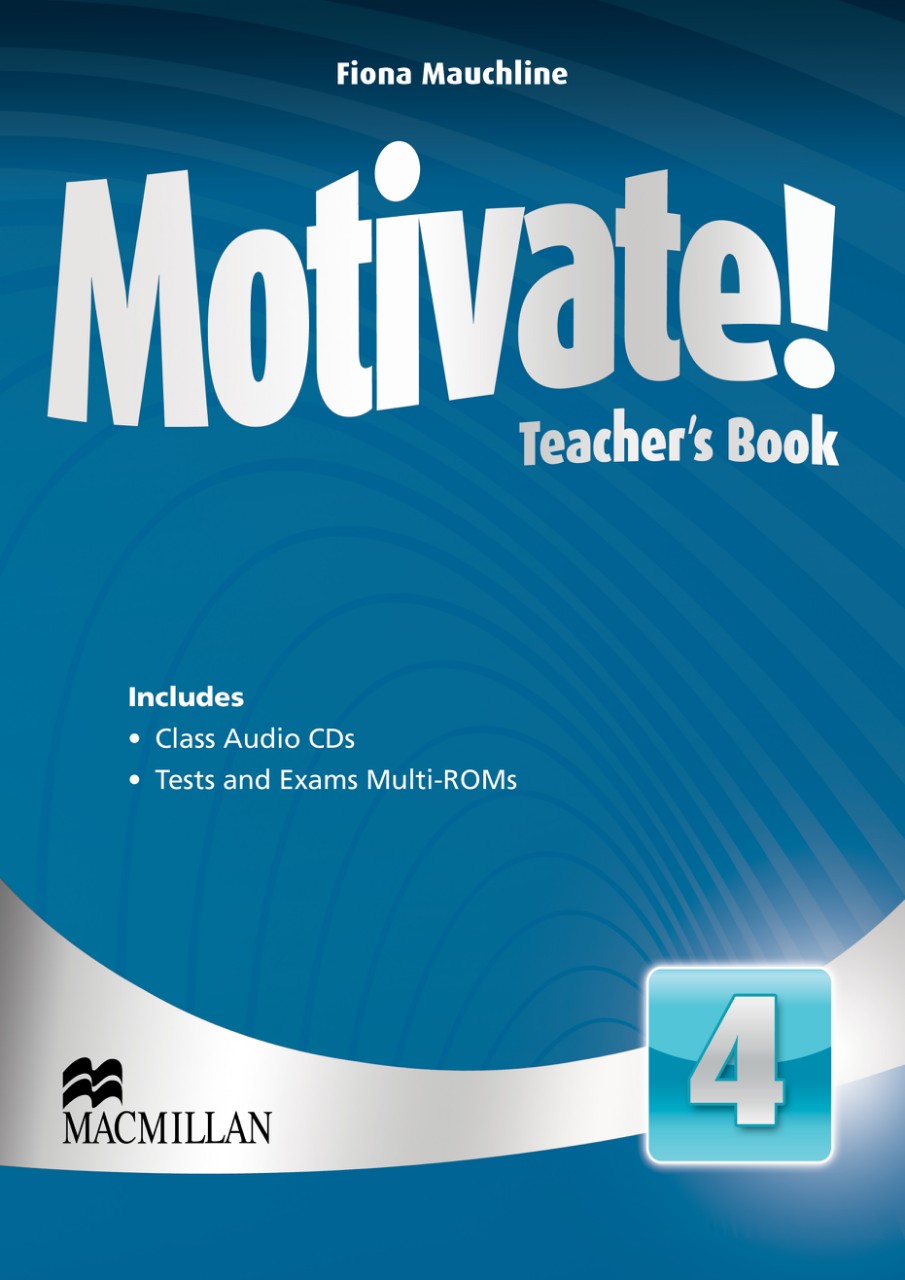 Fiona Mauchline
Motivate!
Teacher's Book
Includes
• Class Audio CDs
• Tests and Exams Multi-ROMs
4
MACMILLAN